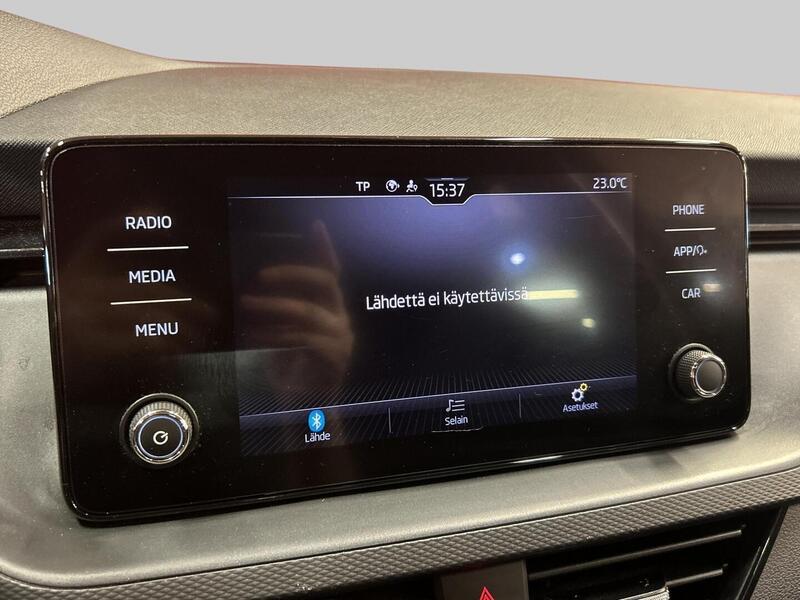 TP 15:37 23.0°C
RADIO
MEDIA
MENU
Lähdettä ei käytettävissä
PHONE
APP/
CAR
Lähde
Selain
Asetukset